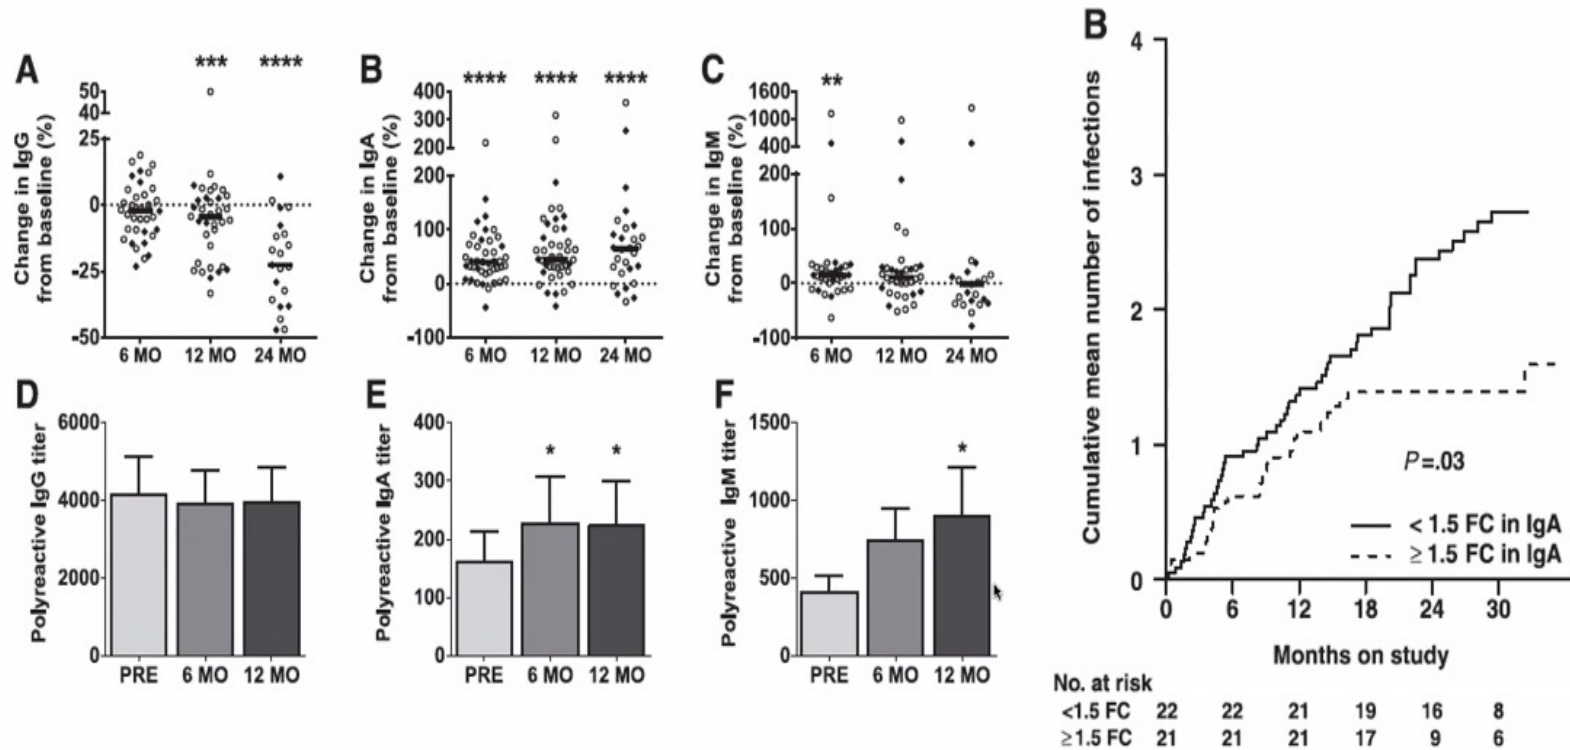 A
*** ****
Change in IgG
from baseline (%)
50
40
25
0
-25
-50
6 MO 12 MO 24 MO
B
**** **** ****
Change in IgA
from baseline (%)
400
300
200
200
100
0
-100
6 MO 12 MO 24 MO
C
**
Change in IgM
from baseline (%)
1600
1000
400
200
100
0
-100
6 MO 12 MO 24 MO
D
Polyreactive IgG titer
6000
4000
2000
0
PRE 6 MO 12 MO
E
Polyreactive IgA titer
400
300
200
100
0
* *
PRE 6 MO 12 MO
F
Polyreactive IgM titer
1500
1000
500
0
*
PRE 6 MO 12 MO
B
Cumulative mean number of infections
4
3
2
1
0
P=.03
< 1.5 FC in IgA
≥ 1.5 FC in IgA
0 6 12 18 24 30
Months on study
No. at risk
<1.5 FC 22 22 21 19 16 8
≥1.5 FC 21 21 21 17 9 6